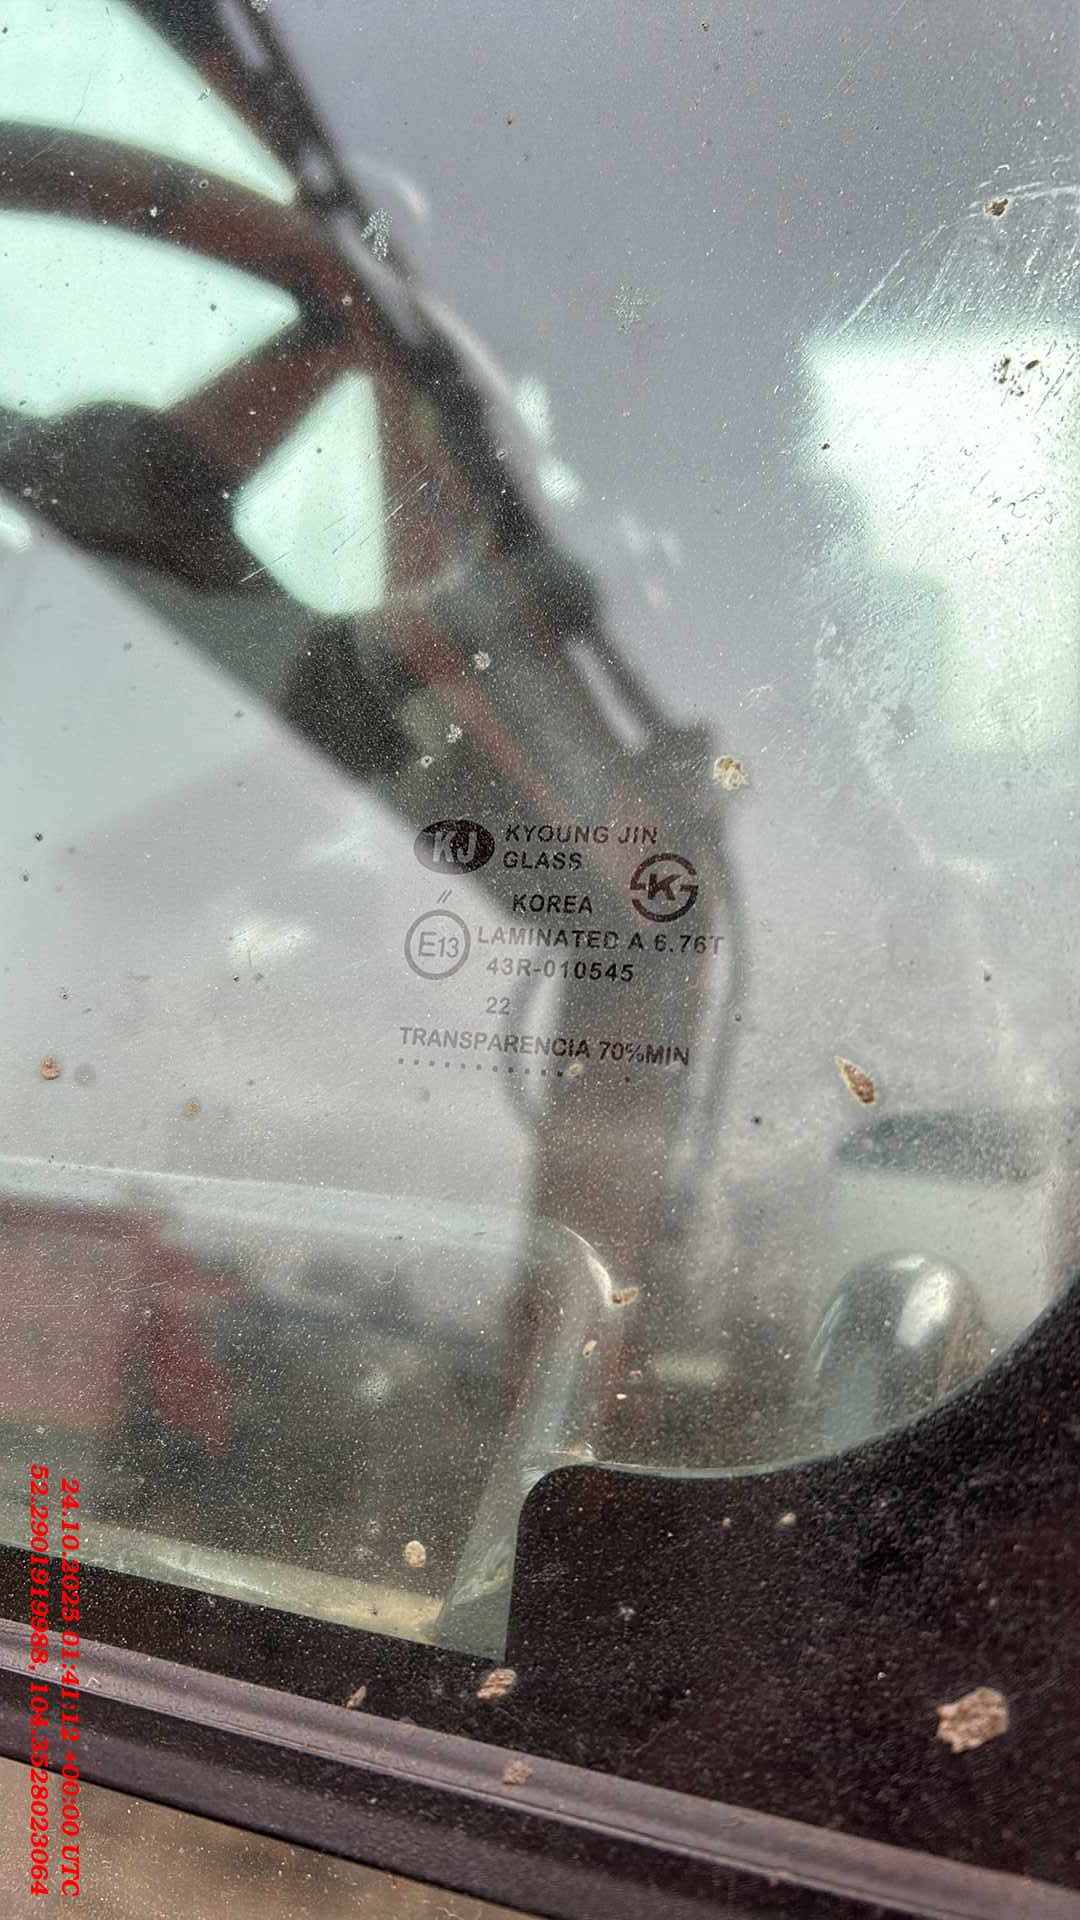 KJ KYOUNG JIN
GLASS
KOREA
//
E13 LAMINATED A 6.76T
43R-010545
22
TRANSPARENCIA 70%MIN
24.10.2025 01:41:12 +00:00 UTC
52.290191988, 104.3528023064